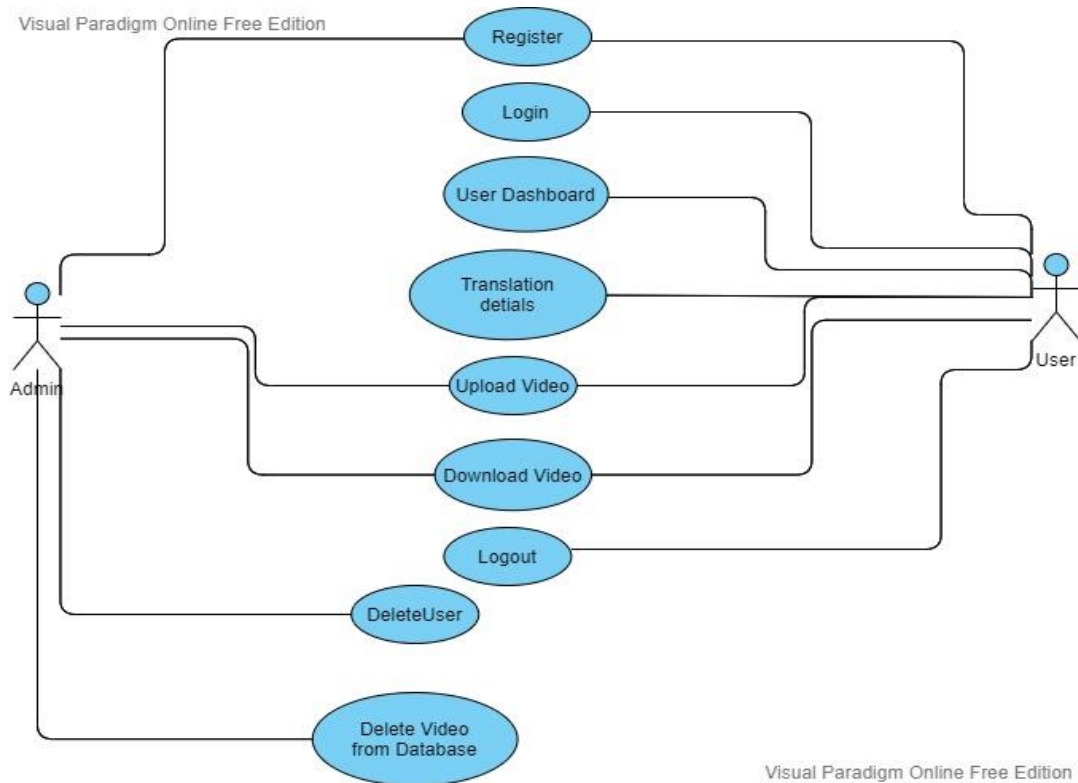 Visual Paradigm Online Free Edition
Register
Login
User Dashboard
Translation
detials
Upload Video
Download Video
Logout
DeleteUser
Delete Video
from Database
Admin
User
Visual Paradigm Online Free Edition